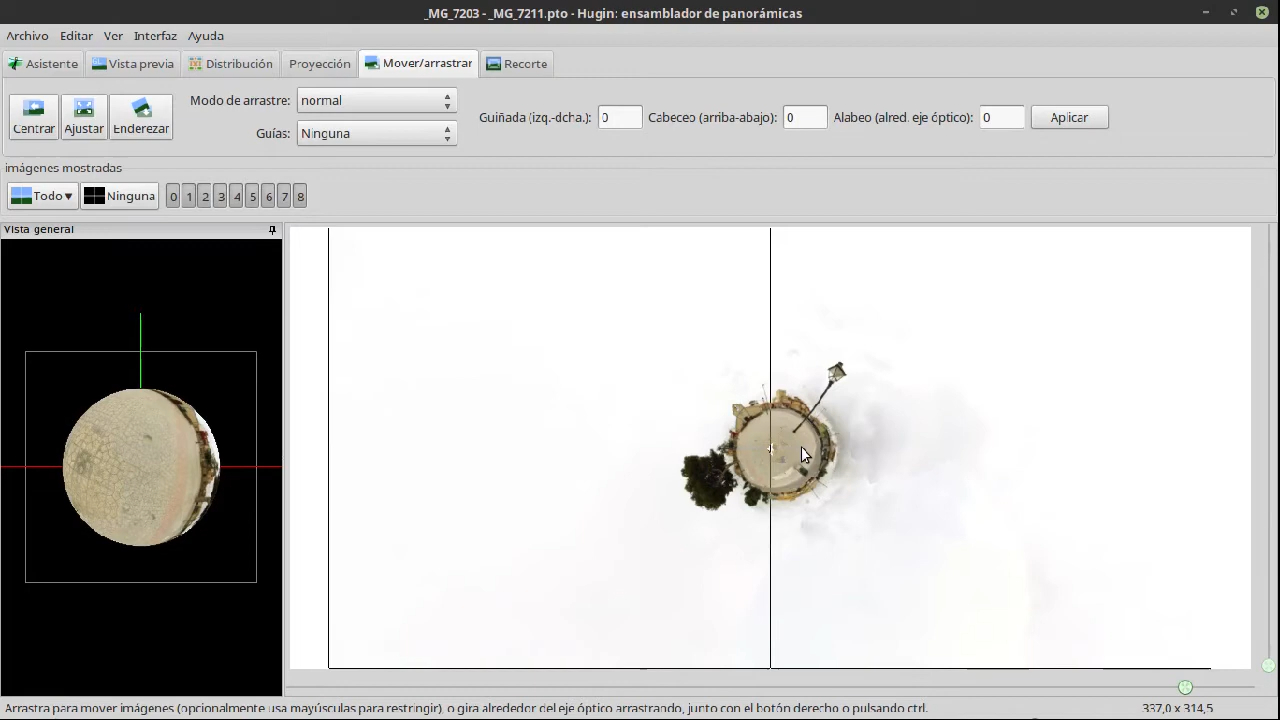 _MG_7203 - _MG_7211.pto - Hugin: ensamblador de panorámicas
Archivo Editar Ver Interfaz Ayuda
Asistente Vista previa Distribución Proyección Mover/arrastrar Recorte
Centrar Ajustar Enderezar
Modo de arrastre: normal
Guías: Ninguna
Guiñada (izq.-dcha.): 0 Cabeceo (arriba-abajo): 0 Alabeo (alred. eje óptico): 0 Aplicar
imágenes mostradas
Todo Ninguna 0 1 2 3 4 5 6 7 8
Vista general
Arrastra para mover imágenes (opcionalmente usa mayúsculas para restringir), o gira alrededor del eje óptico arrastrando, junto con el botón derecho o pulsando ctrl. 337,0 x 314,5